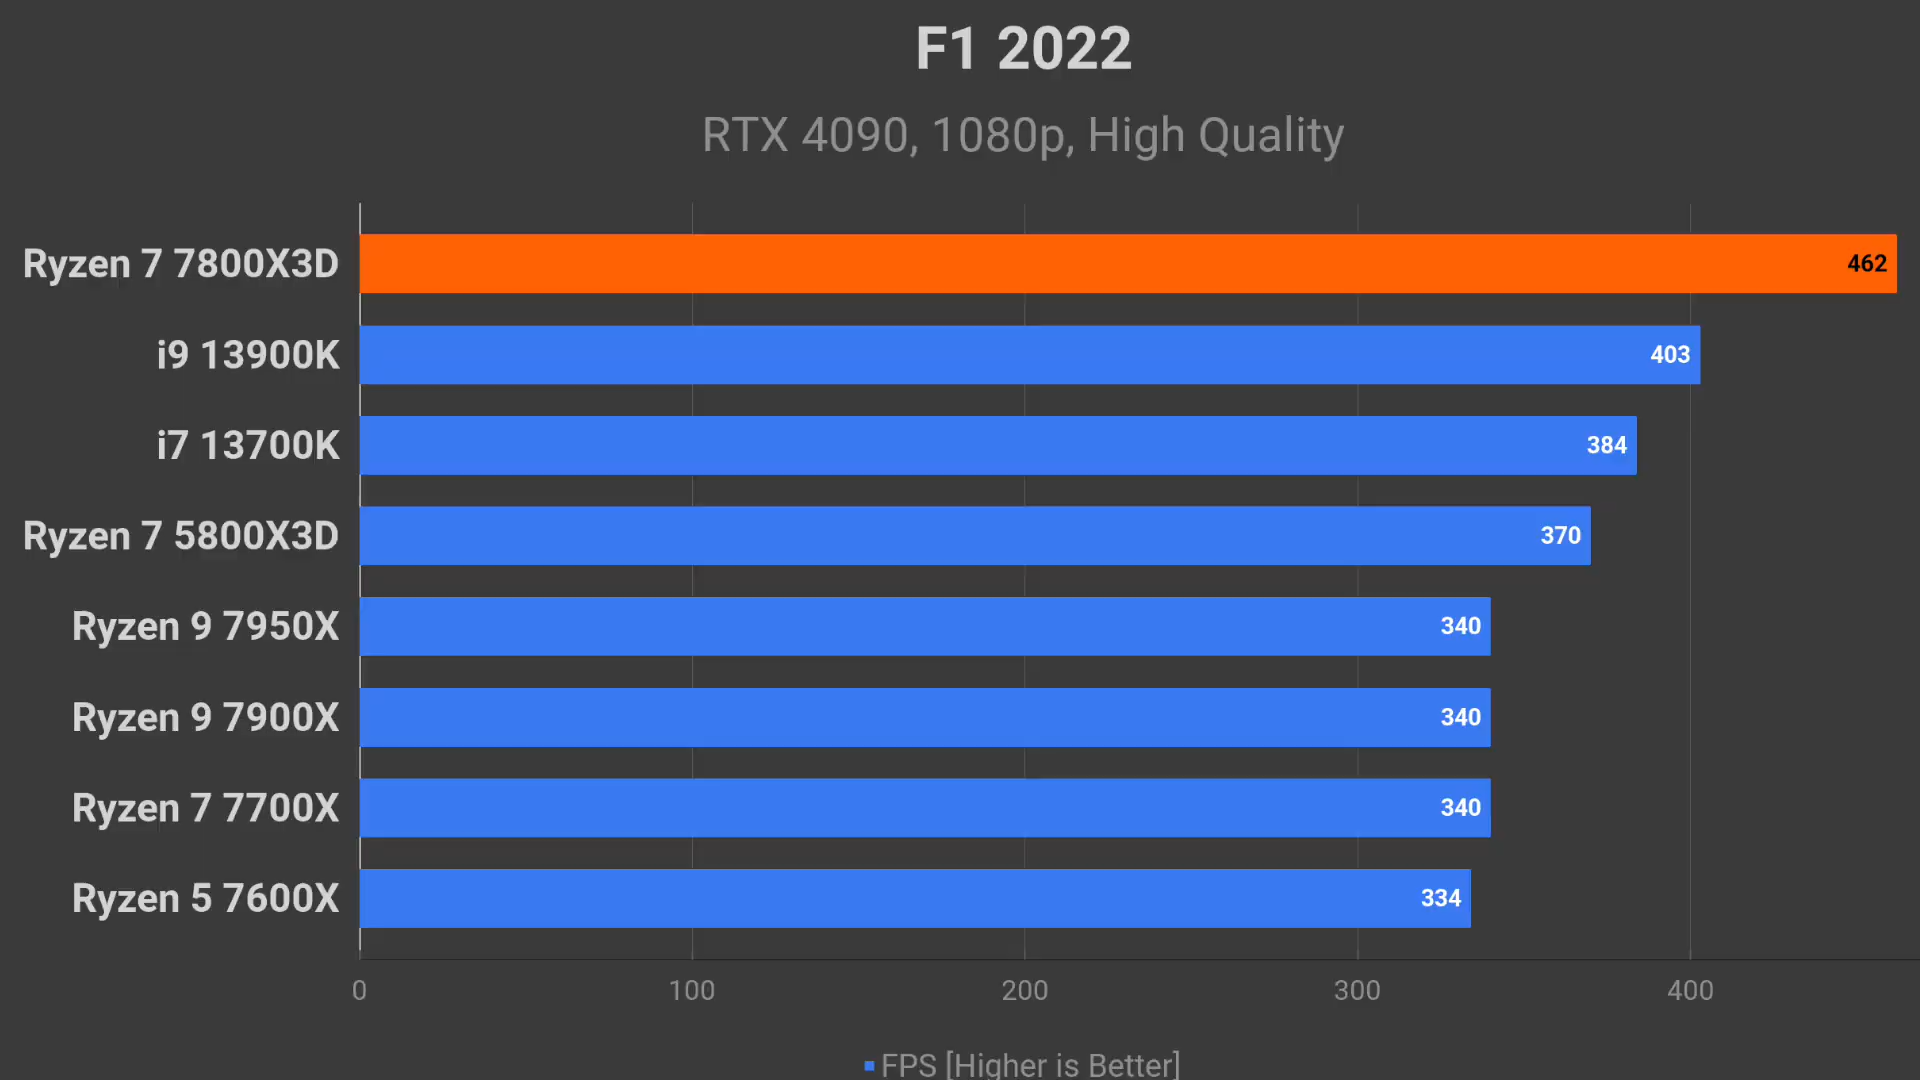 F1 2022
RTX 4090, 1080p, High Quality
Ryzen 7 7800X3D 462
i9 13900K 403
i7 13700K 384
Ryzen 7 5800X3D 370
Ryzen 9 7950X 340
Ryzen 9 7900X 340
Ryzen 7 7700X 340
Ryzen 5 7600X 334
0 100 200 300 400
FPS [Higher is Better]